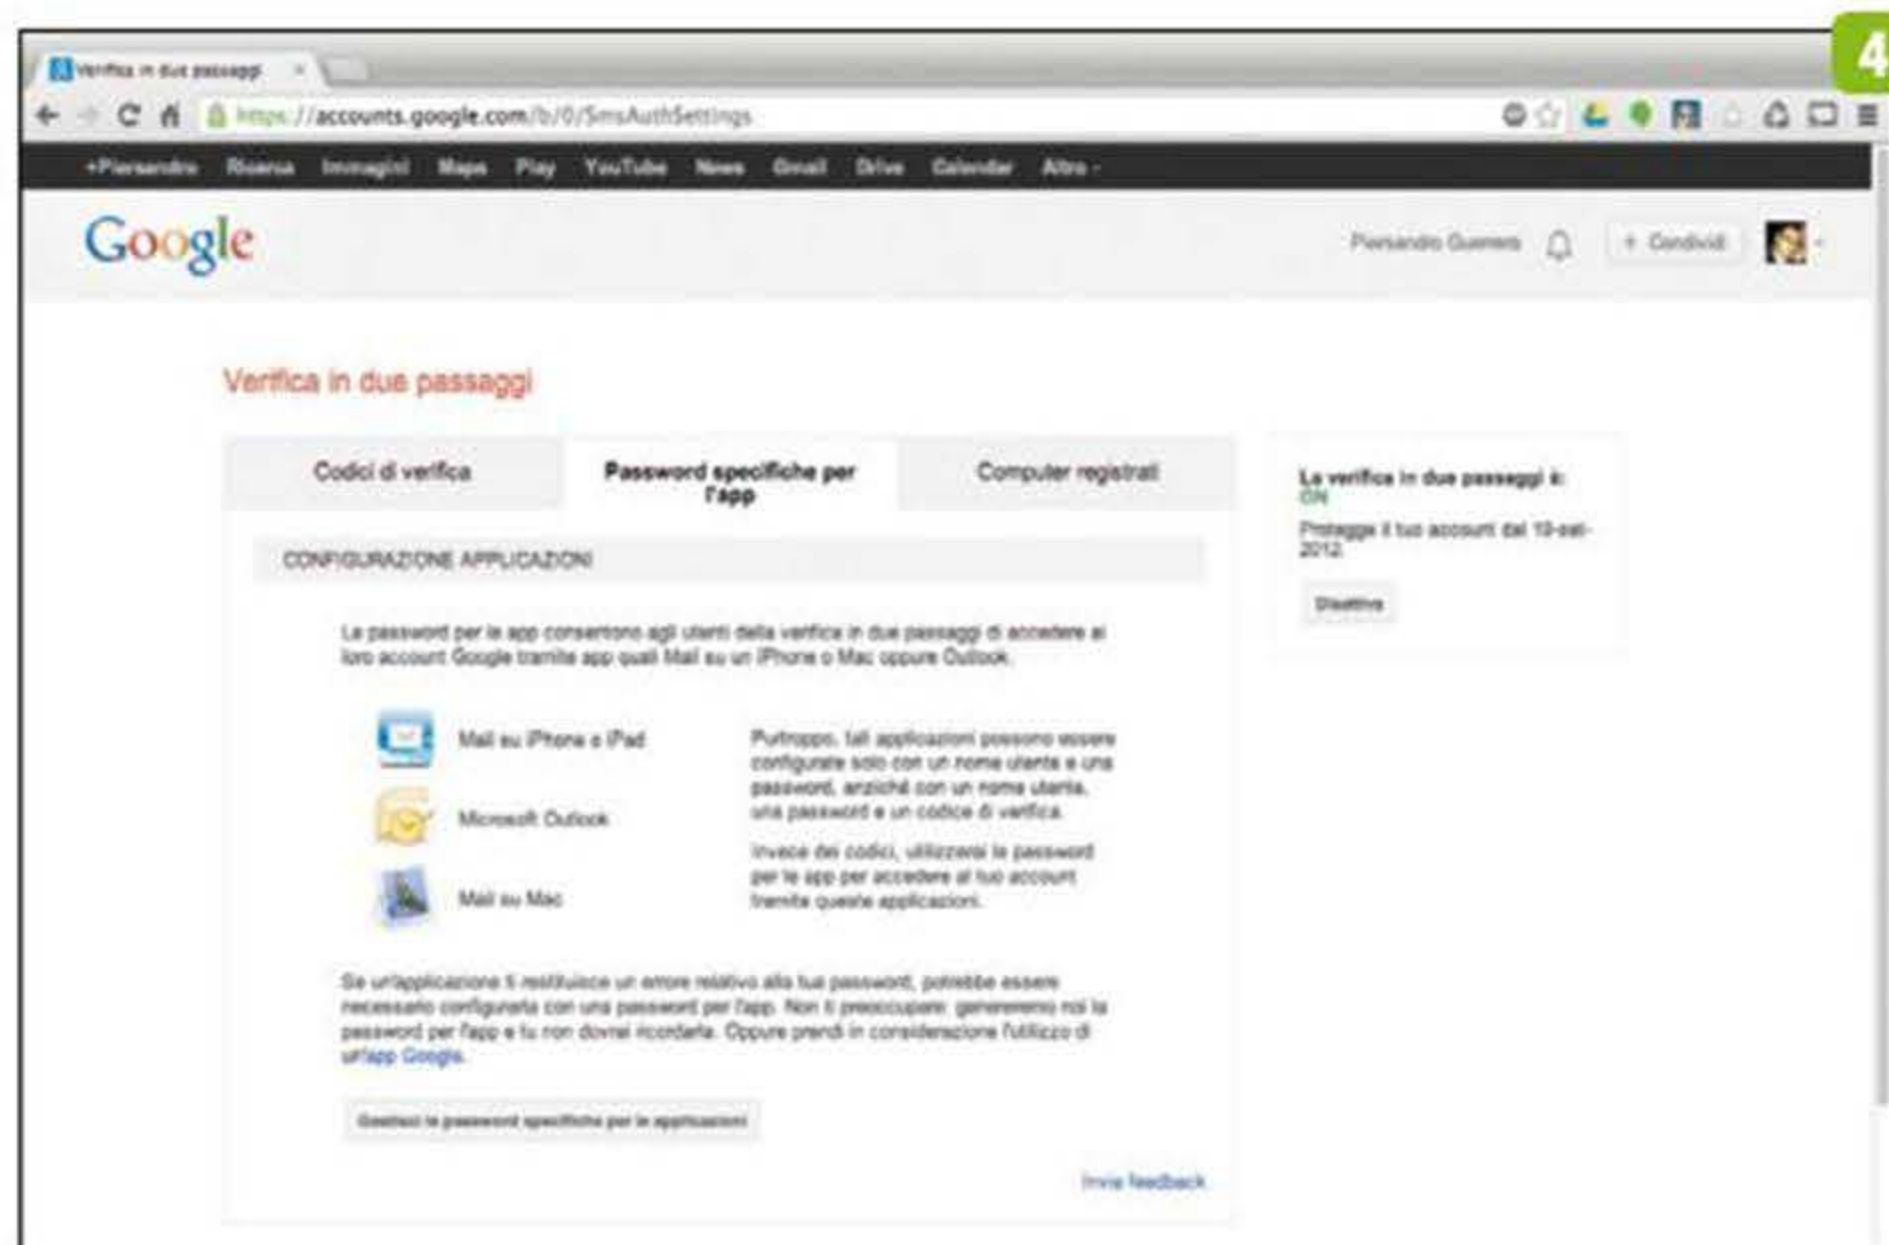 4
Verifica in due passaggi
https://accounts.google.com/b/0/SmsAuthSettings
+Piersandro Ricerca Immagini Maps Play YouTube News Gmail Drive Calendar Altro
Google
Piersandro Guerrera + Condividi
Verifica in due passaggi
Codici di verifica
Password specifiche per
l'app
Computer registrati
La verifica in due passaggi è:
ON
Protegge il tuo account dal 19-set-
2012.
Disattiva
CONFIGURAZIONE APPLICAZIONI
Le password per le app consentono agli utenti della verifica in due passaggi di accedere ai
loro account Google tramite app quali Mail su un iPhone o Mac oppure Outlook.
Mail su iPhone o iPad
Microsoft Outlook
Mail su Mac
Purtroppo, tali applicazioni possono essere
configurate solo con un nome utente e una
password, anziché con un nome utente,
una password e un codice di verifica.
Invece dei codici, utilizzerai le password
per le app per accedere al tuo account
tramite queste applicazioni.
Se un'applicazione ti restituisce un errore relativo alla tua password, potrebbe essere
necessario configurarla con una password per l'app. Non ti preoccupare: genereremo noi la
password per l'app e tu non dovrai ricordarla. Oppure prendi in considerazione l'utilizzo di
un'app Google.
Gestisci le password specifiche per le applicazioni
Invia feedback